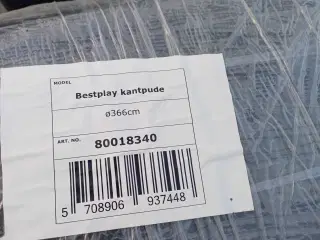 MODEL
Bestplay kantpude
ø366cm
ART. NO. 80018340
5 708906 937448